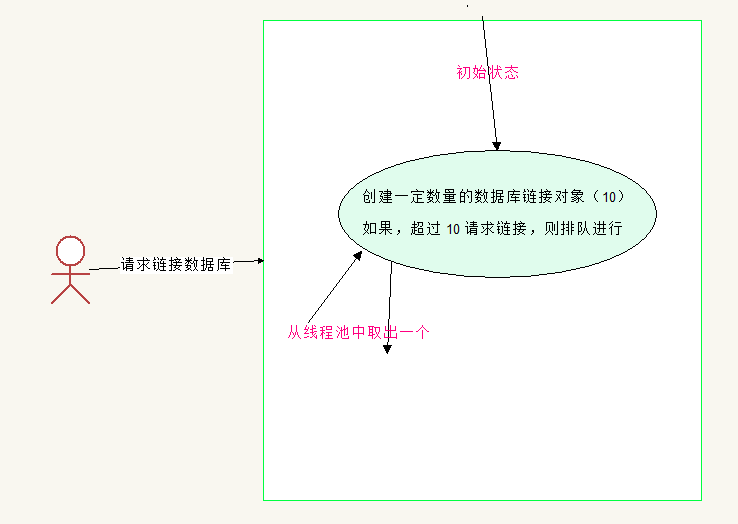 初始状态
创建一定数量的数据库链接对象（10）
如果，超过 10 请求链接，则排队进行
请求链接数据库
从线程池中取出一个